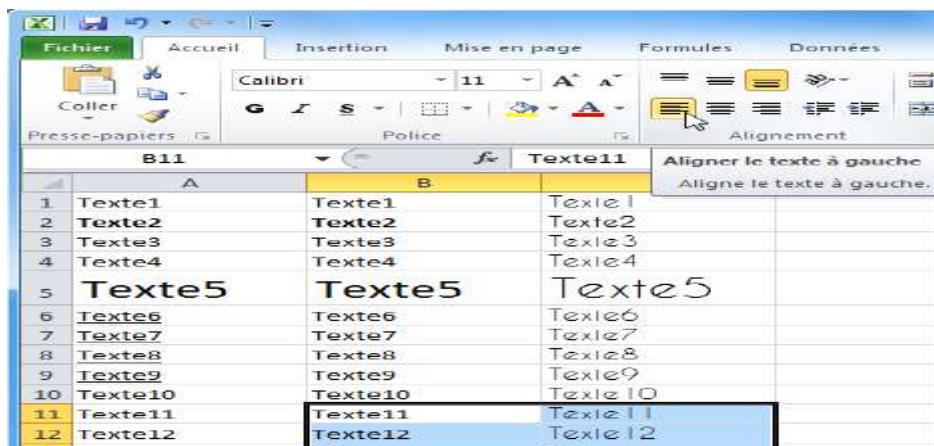 Fichier Accueil Insertion Mise en page Formules Données
Calibri 11 A A
Coller G I S A
Presse-papiers Police Alignement
B11 fx Texte11 Aligner le texte à gauche
A B Aligne le texte à gauche.
1 Texte1 Texte1 Texte1
2 Texte2 Texte2 Texte2
3 Texte3 Texte3 Texte3
4 Texte4 Texte4 Texte4
5 Texte5 Texte5 Texte5
6 Texte6 Texte6 Texte6
7 Texte7 Texte7 Texte7
8 Texte8 Texte8 Texte8
9 Texte9 Texte9 Texte9
10 Texte10 Texte10 Texte10
11 Texte11 Texte11 Texte11
12 Texte12 Texte12 Texte12